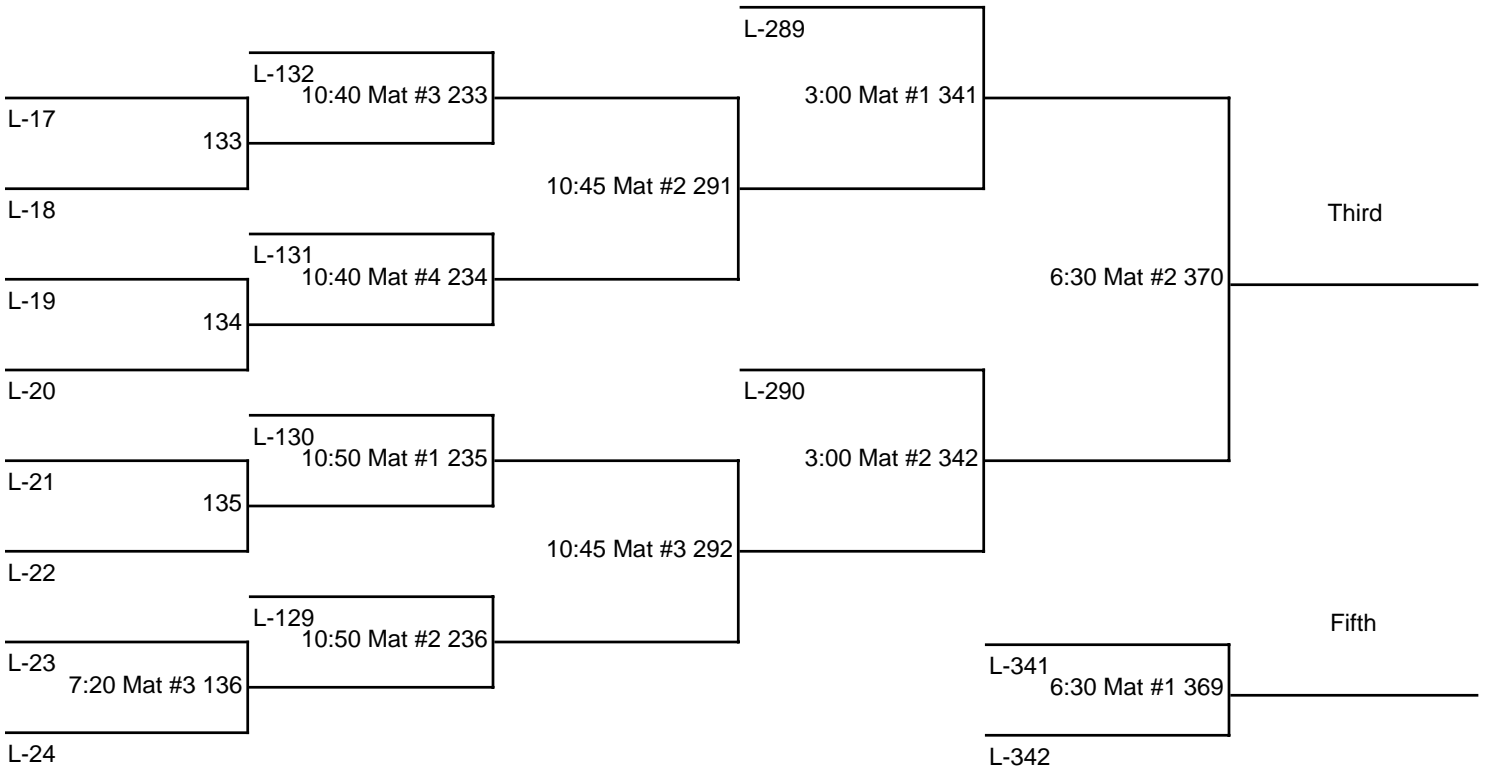 L-289
L-132
10:40 Mat #3 233
3:00 Mat #1 341
L-17
133
10:45 Mat #2 291
L-18
Third
L-131
10:40 Mat #4 234
6:30 Mat #2 370
L-19
134
L-20
L-290
L-130
10:50 Mat #1 235
3:00 Mat #2 342
L-21
135
10:45 Mat #3 292
L-22
L-129
10:50 Mat #2 236
Fifth
L-23
7:20 Mat #3 136
L-341
6:30 Mat #1 369
L-24
L-342